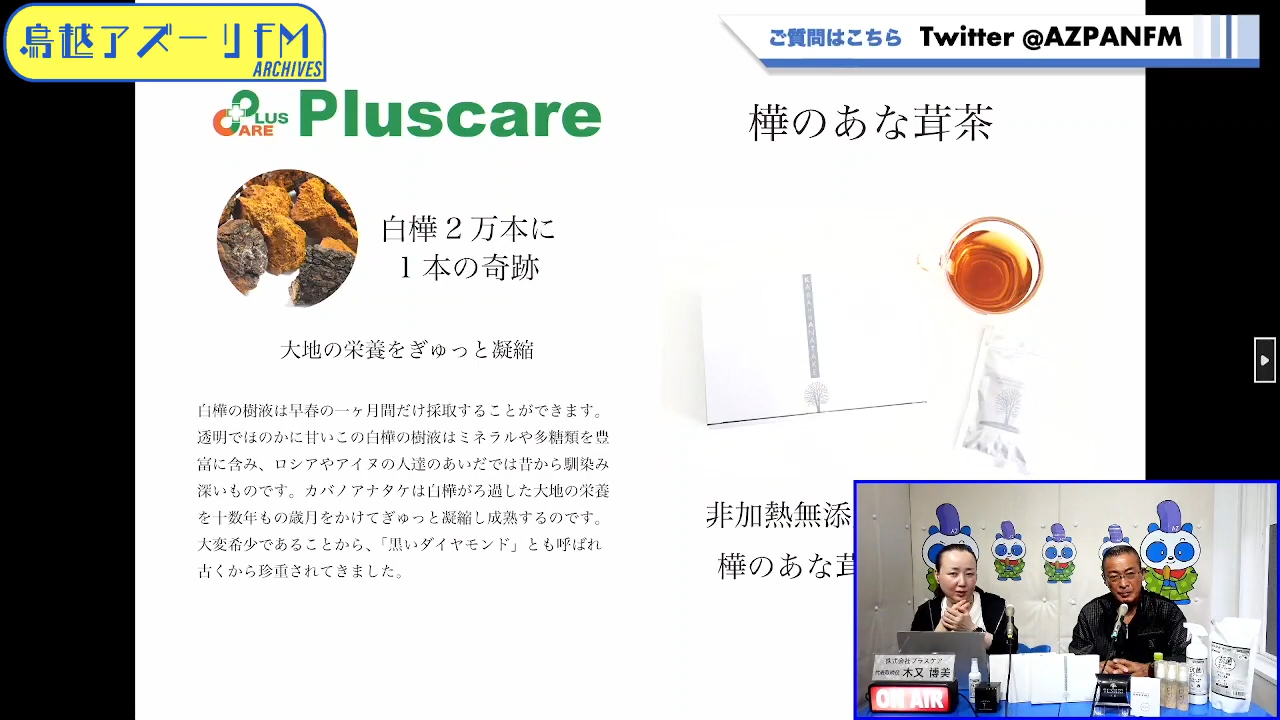 鳥越アズーリFM
ARCHIVES
ご質問はこちら Twitter @AZPANFM
PLUS
CARE
Pluscare
樺のあな茸茶
白樺2万本に
1本の奇跡
KABANOANATAKE
大地の栄養をぎゅっと凝縮
白樺の樹液は早春の一ヶ月間だけ採取することができます。
透明でほのかに甘いこの白樺の樹液はミネラルや多糖類を豊
富に含み、ロシアやアイヌの人達のあいだでは昔から馴染み
深いものです。カバノアナタケは白樺がろ過した大地の栄養
を十数年もの歳月をかけてぎゅっと凝縮し成熟するのです。
大変希少であることから、「黒いダイヤモンド」とも呼ばれ
古くから珍重されてきました。
非加熱無添
樺のあな茸
株式会社プラスケア
代表取締役 木又 博美
ON AIR